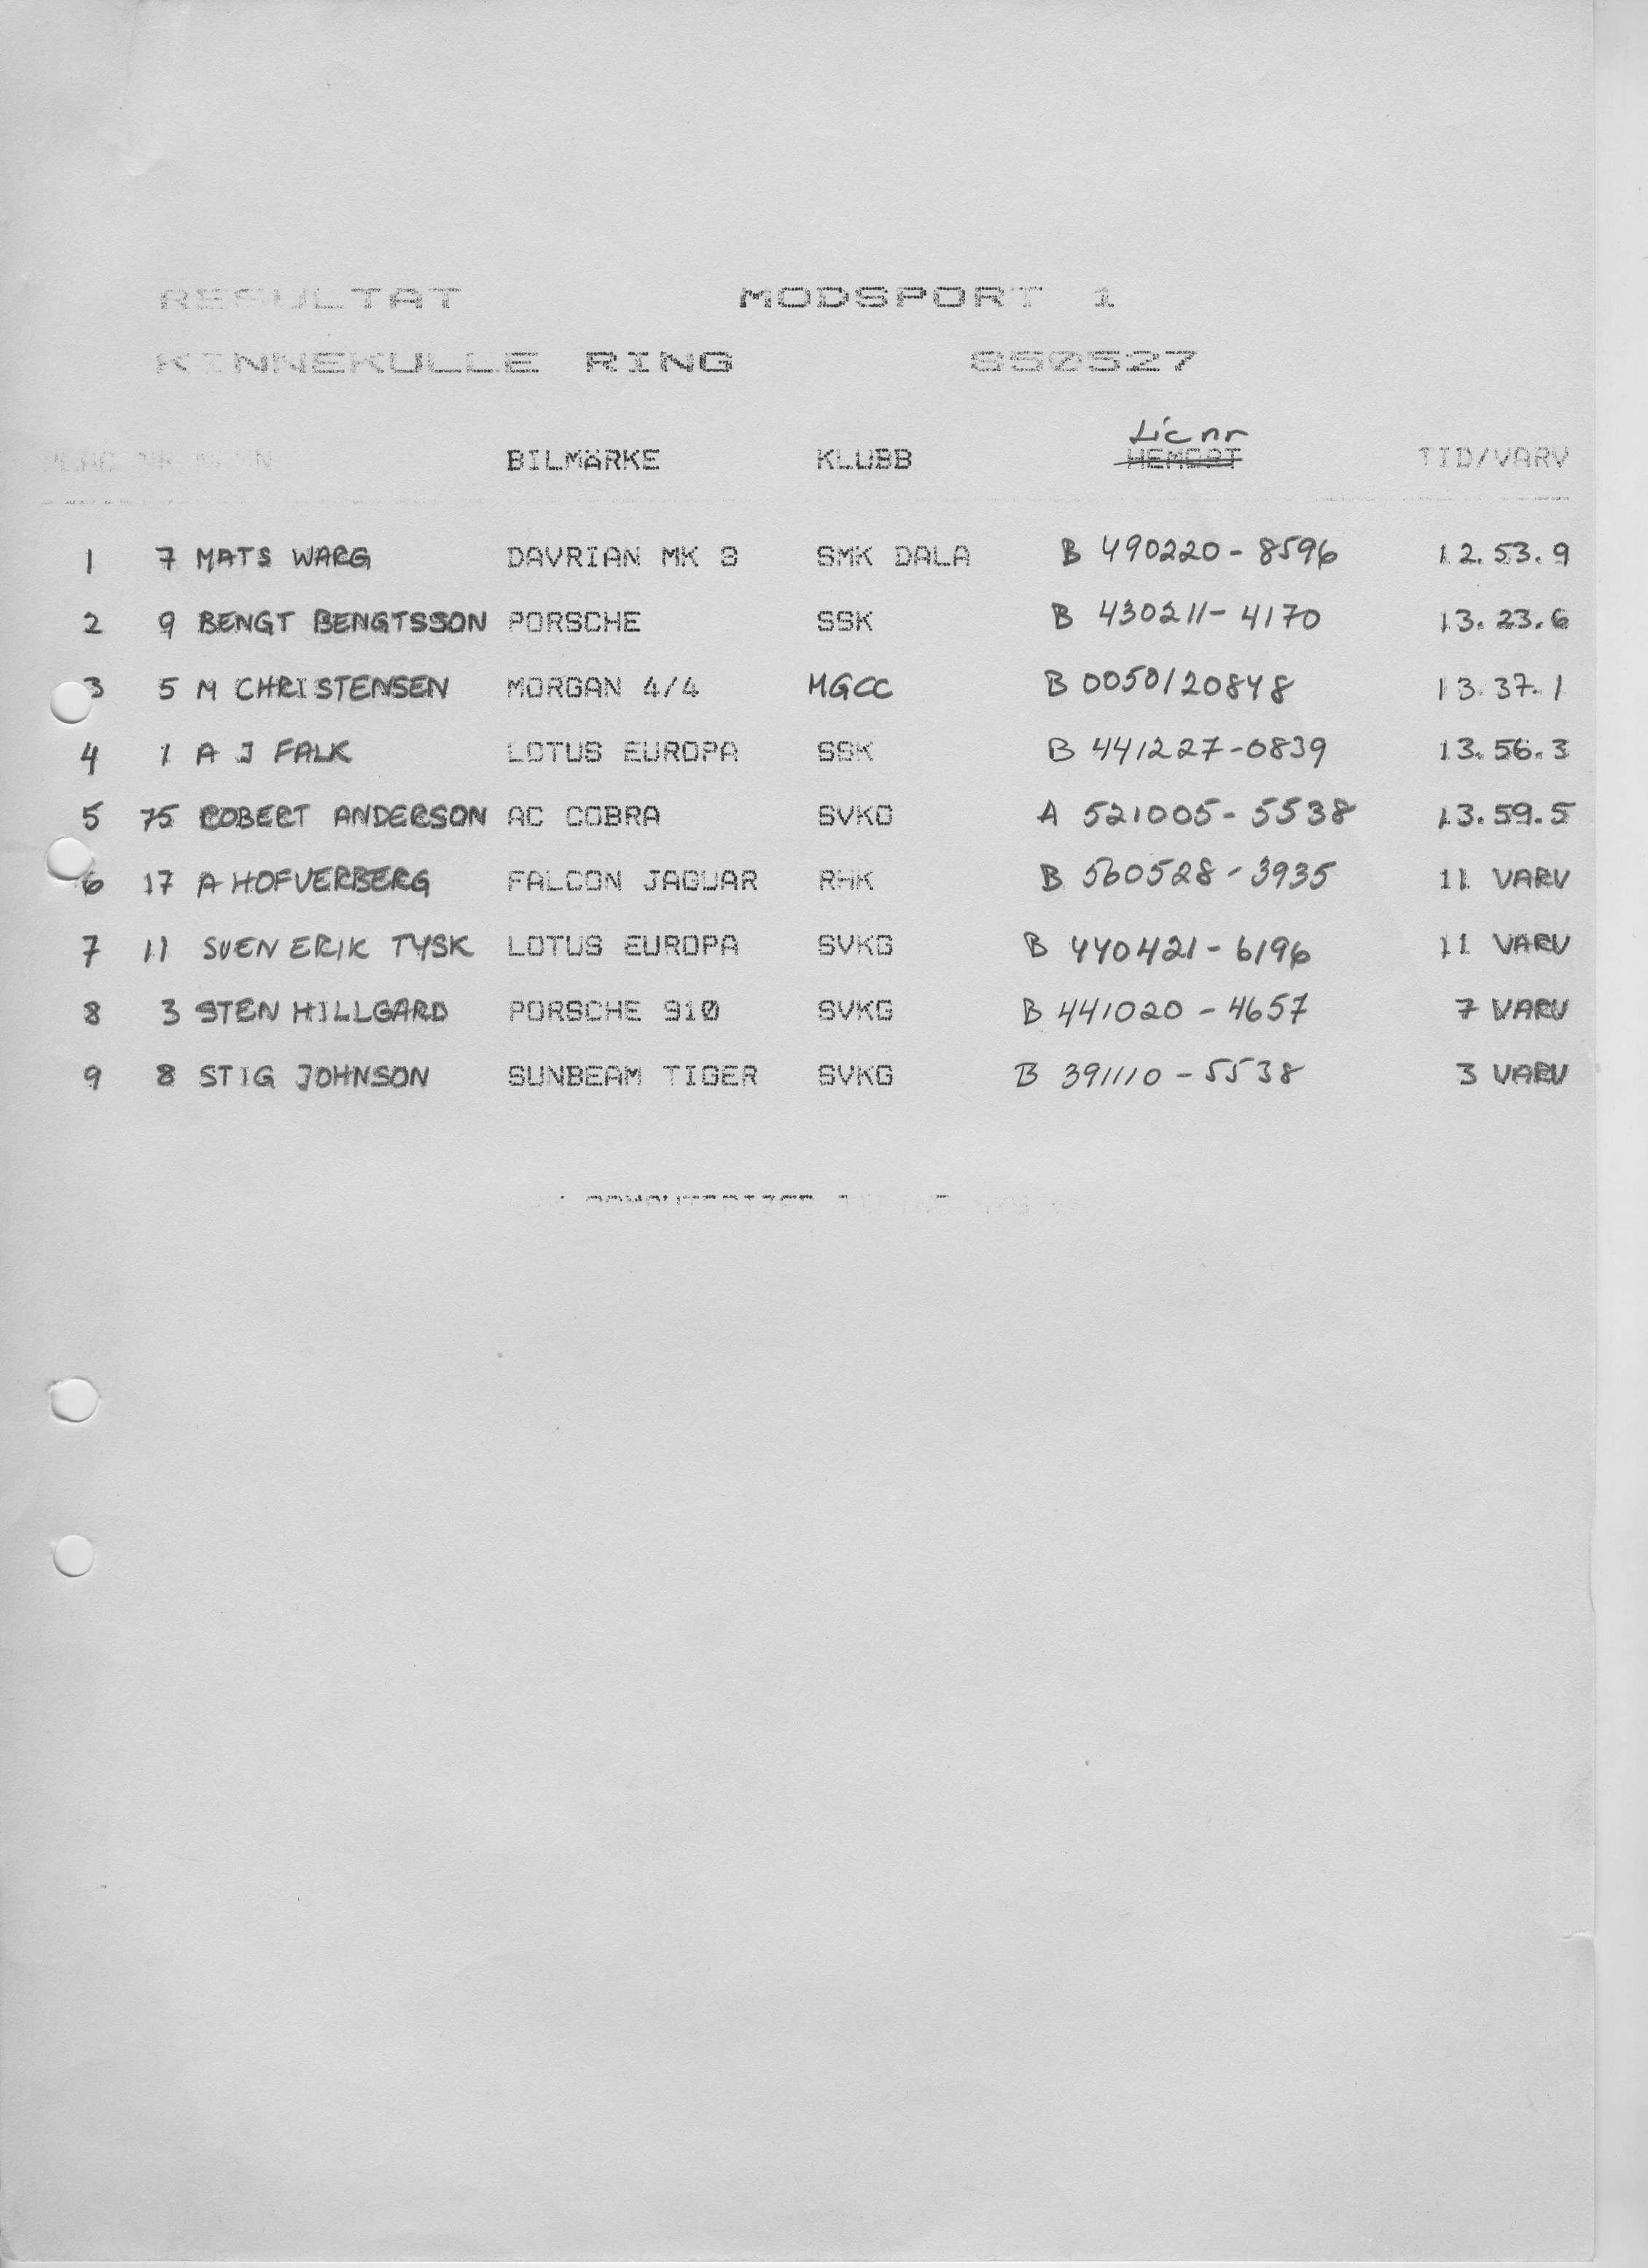 RESULTAT MODSPORT 1
KINNEKULLE RING 850527
Lic nr
BILMÄRKE KLUBB HEMORT TID/VARV
1 7 MATS WARG DAVRIAN MK 8 SMK DALA B 490220-8596 12.53.9
2 9 BENGT BENGTSSON PORSCHE SSK B 430211-4170 13.23.6
3 5 M CHRISTENSEN MORGAN 4/4 MGCC B 0050120848 13.37.1
4 1 A J FALK LOTUS EUROPA SSK B 441227-0839 13.56.3
5 75 ROBERT ANDERSON AC COBRA SVKG A 521005-5538 13.59.5
6 17 A HOFVERBERG FALCON JAGUAR RHK B 560528-3935 11 VARV
7 11 SVEN ERIK TYSK LOTUS EUROPA SVKG B 440421-6196 11 VARV
8 3 STEN HILLGARD PORSCHE 910 SVKG B 441020-4657 7 VARV
9 8 STIG JOHNSON SUNBEAM TIGER SVKG B 391110-5538 3 VARV